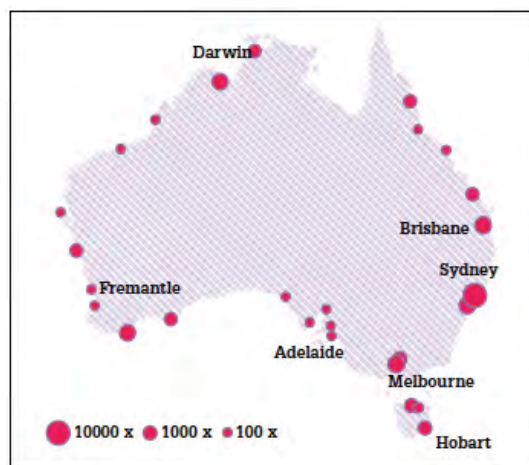 Darwin
Brisbane
Sydney
Fremantle
Adelaide
Melbourne
10000 x 1000 x 100 x
Hobart